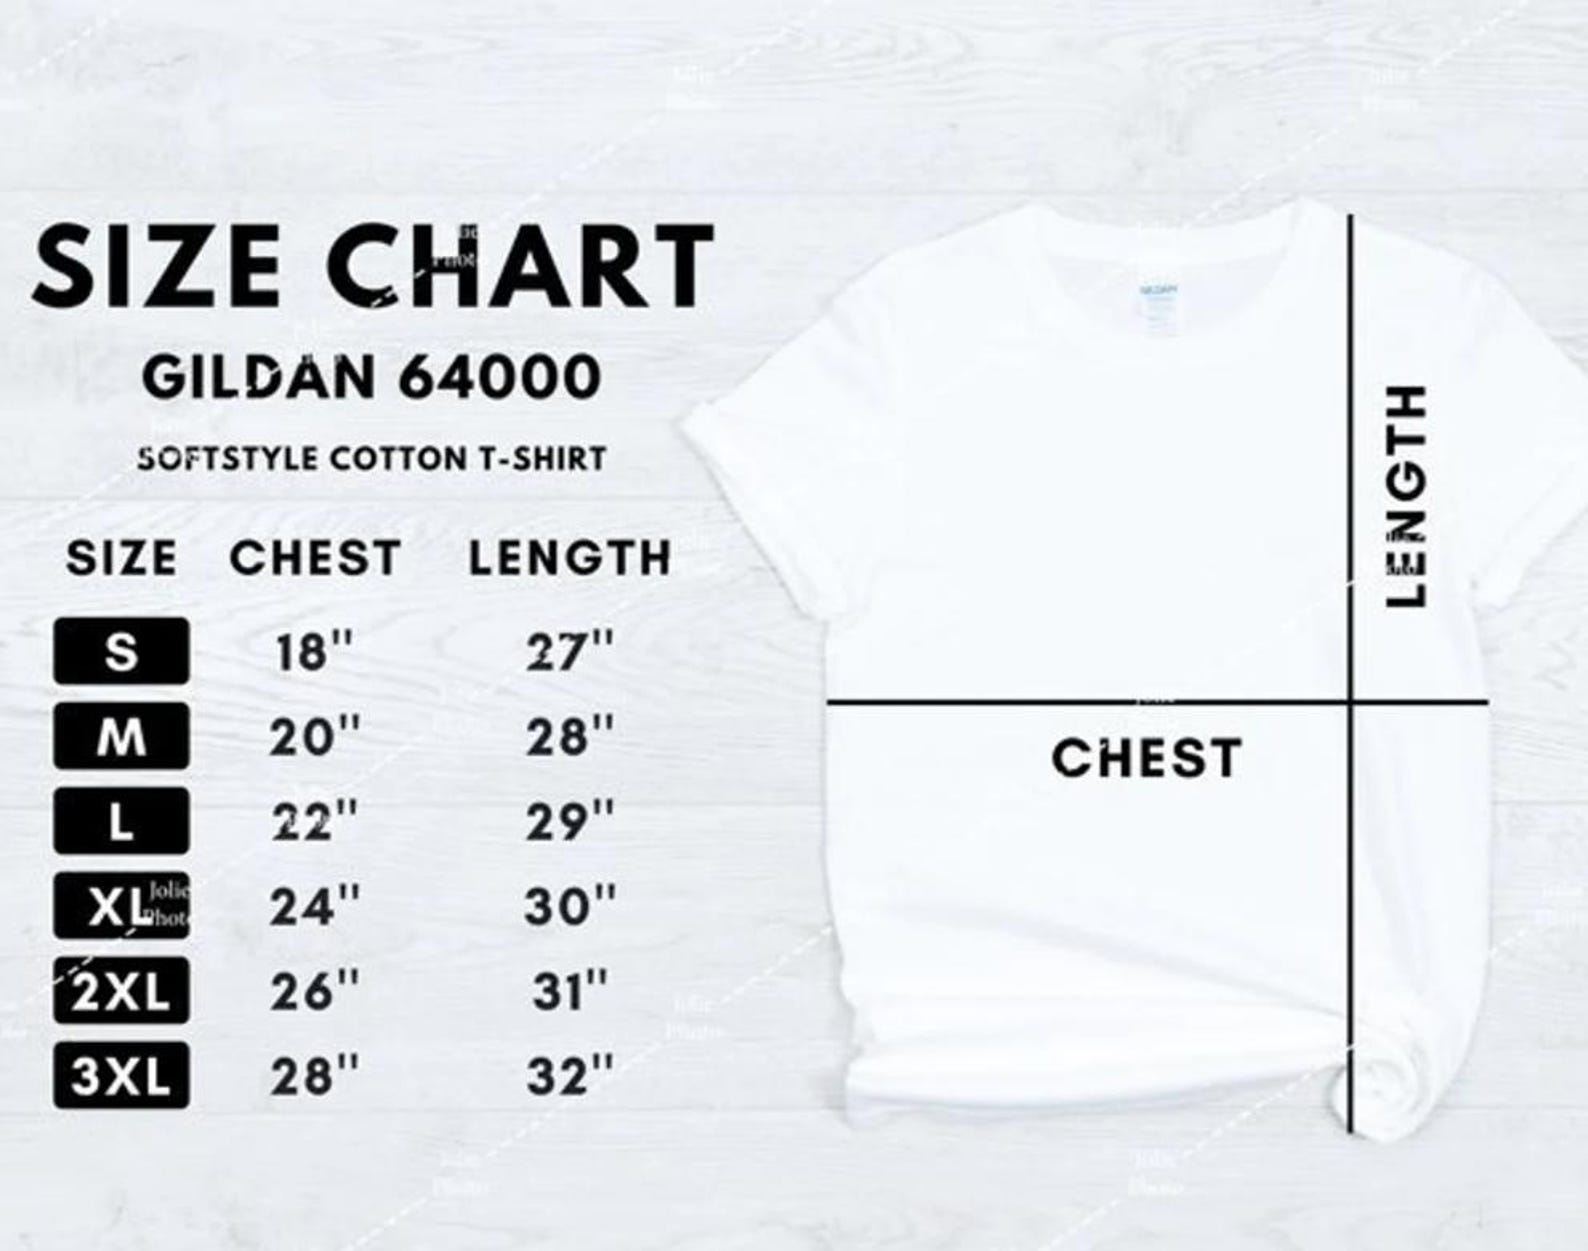 SIZE CHART
GILDAN 64000
SOFTSTYLE COTTON T-SHIRT
SIZE CHEST LENGTH
S 18" 27"
M 20" 28"
L 22" 29"
XL 24" 30"
2XL 26" 31"
3XL 28" 32"
GILDAN
LENGTH
CHEST
Jolie
Photo